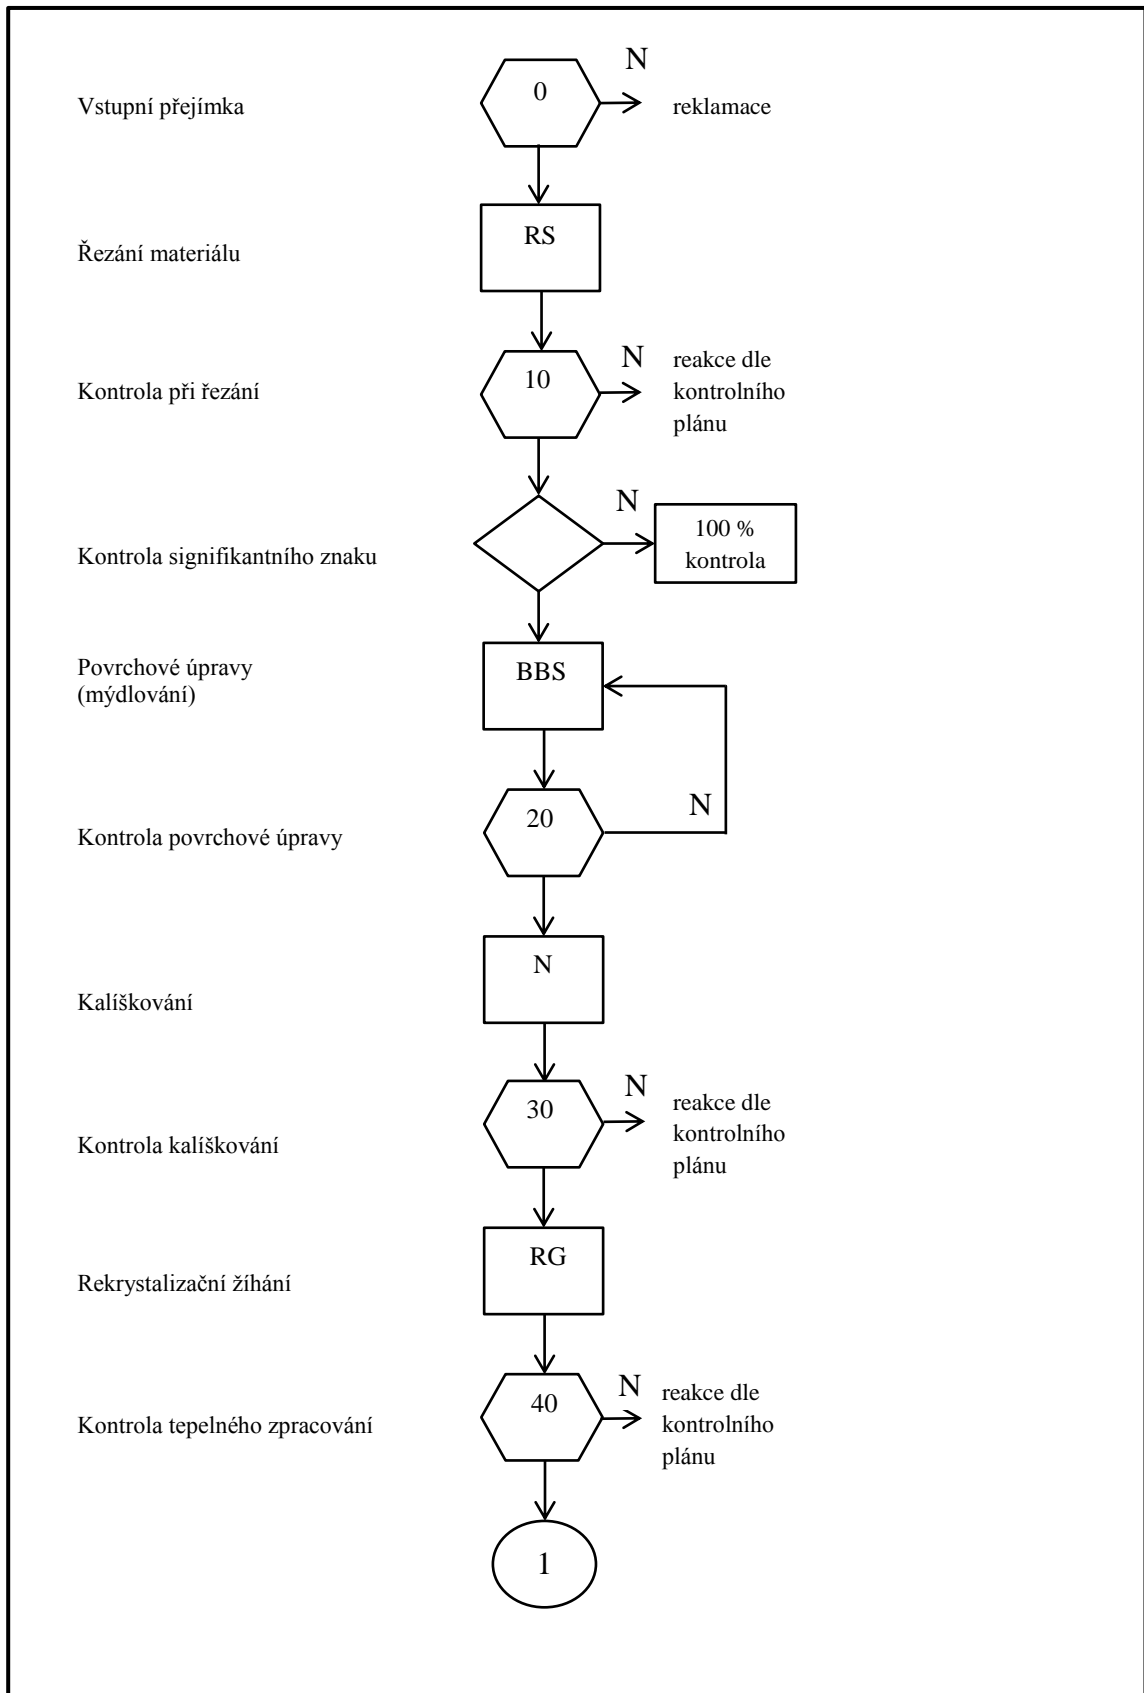 N
0
Vstupní přejímka
reklamace
RS
Řezání materiálu
N
reakce dle
10
Kontrola při řezání
kontrolního
plánu
N
100 %
Kontrola signifikantního znaku
kontrola
Povrchové úpravy
BBS
(mýdlování)
N
20
Kontrola povrchové úpravy
N
Kalíškování
N
reakce dle
30
kontrolního
Kontrola kalíškování
plánu
RG
Rekrystalizační žíhání
N
reakce dle
40
Kontrola tepelného zpracování
kontrolního
plánu
1